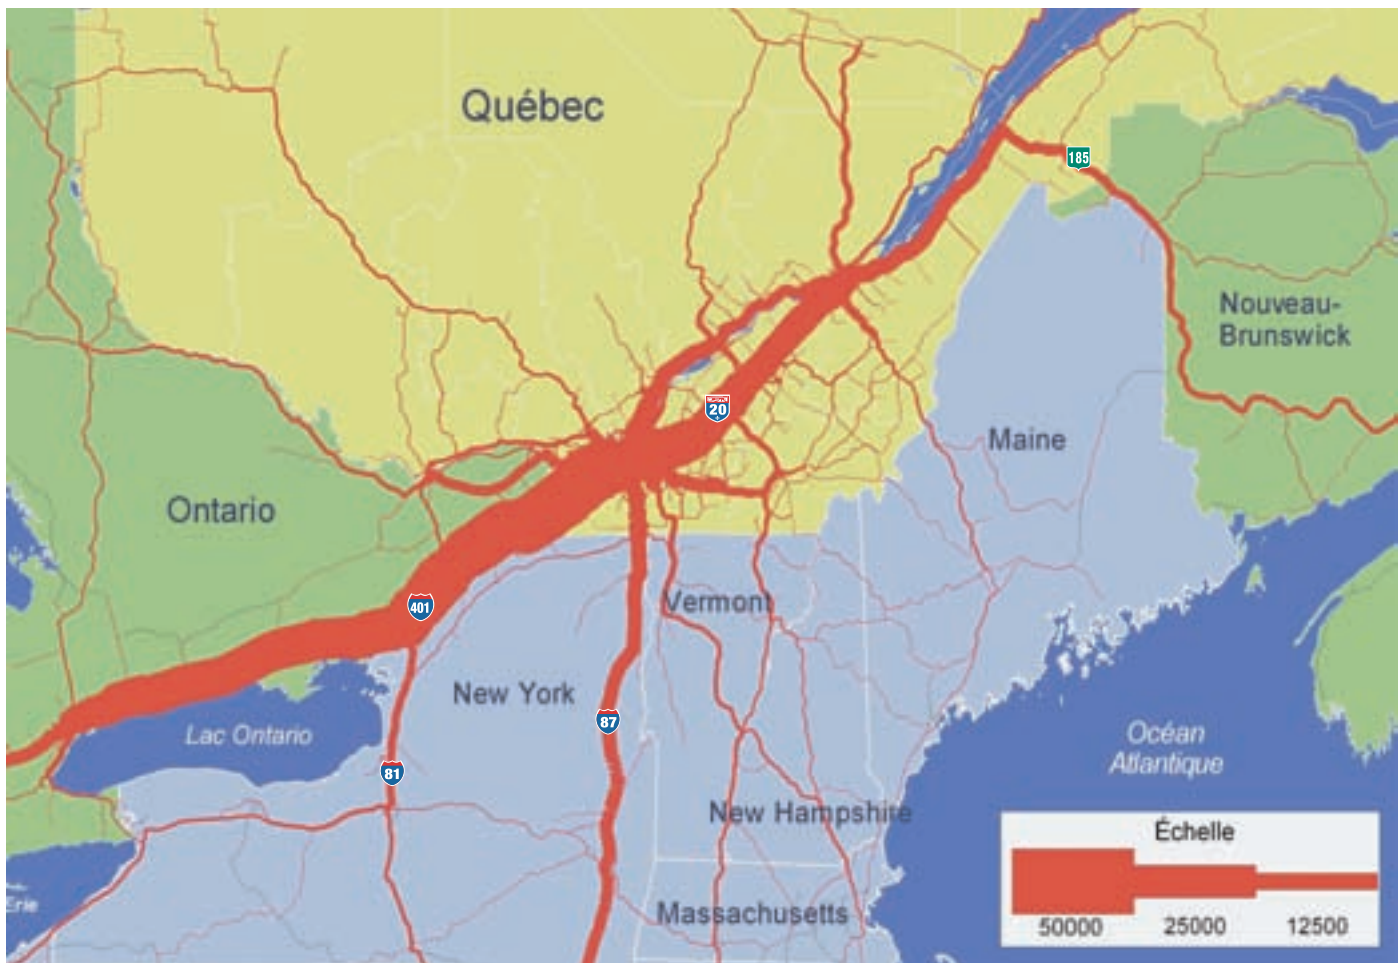 Québec
185
Nouveau-
Brunswick
20
Maine
Ontario
401
Vermont
New York
87
Lac Ontario
81
Océan
Atlantique
New Hampshire
Échelle
Erie
Massachusetts
50000 25000 12500